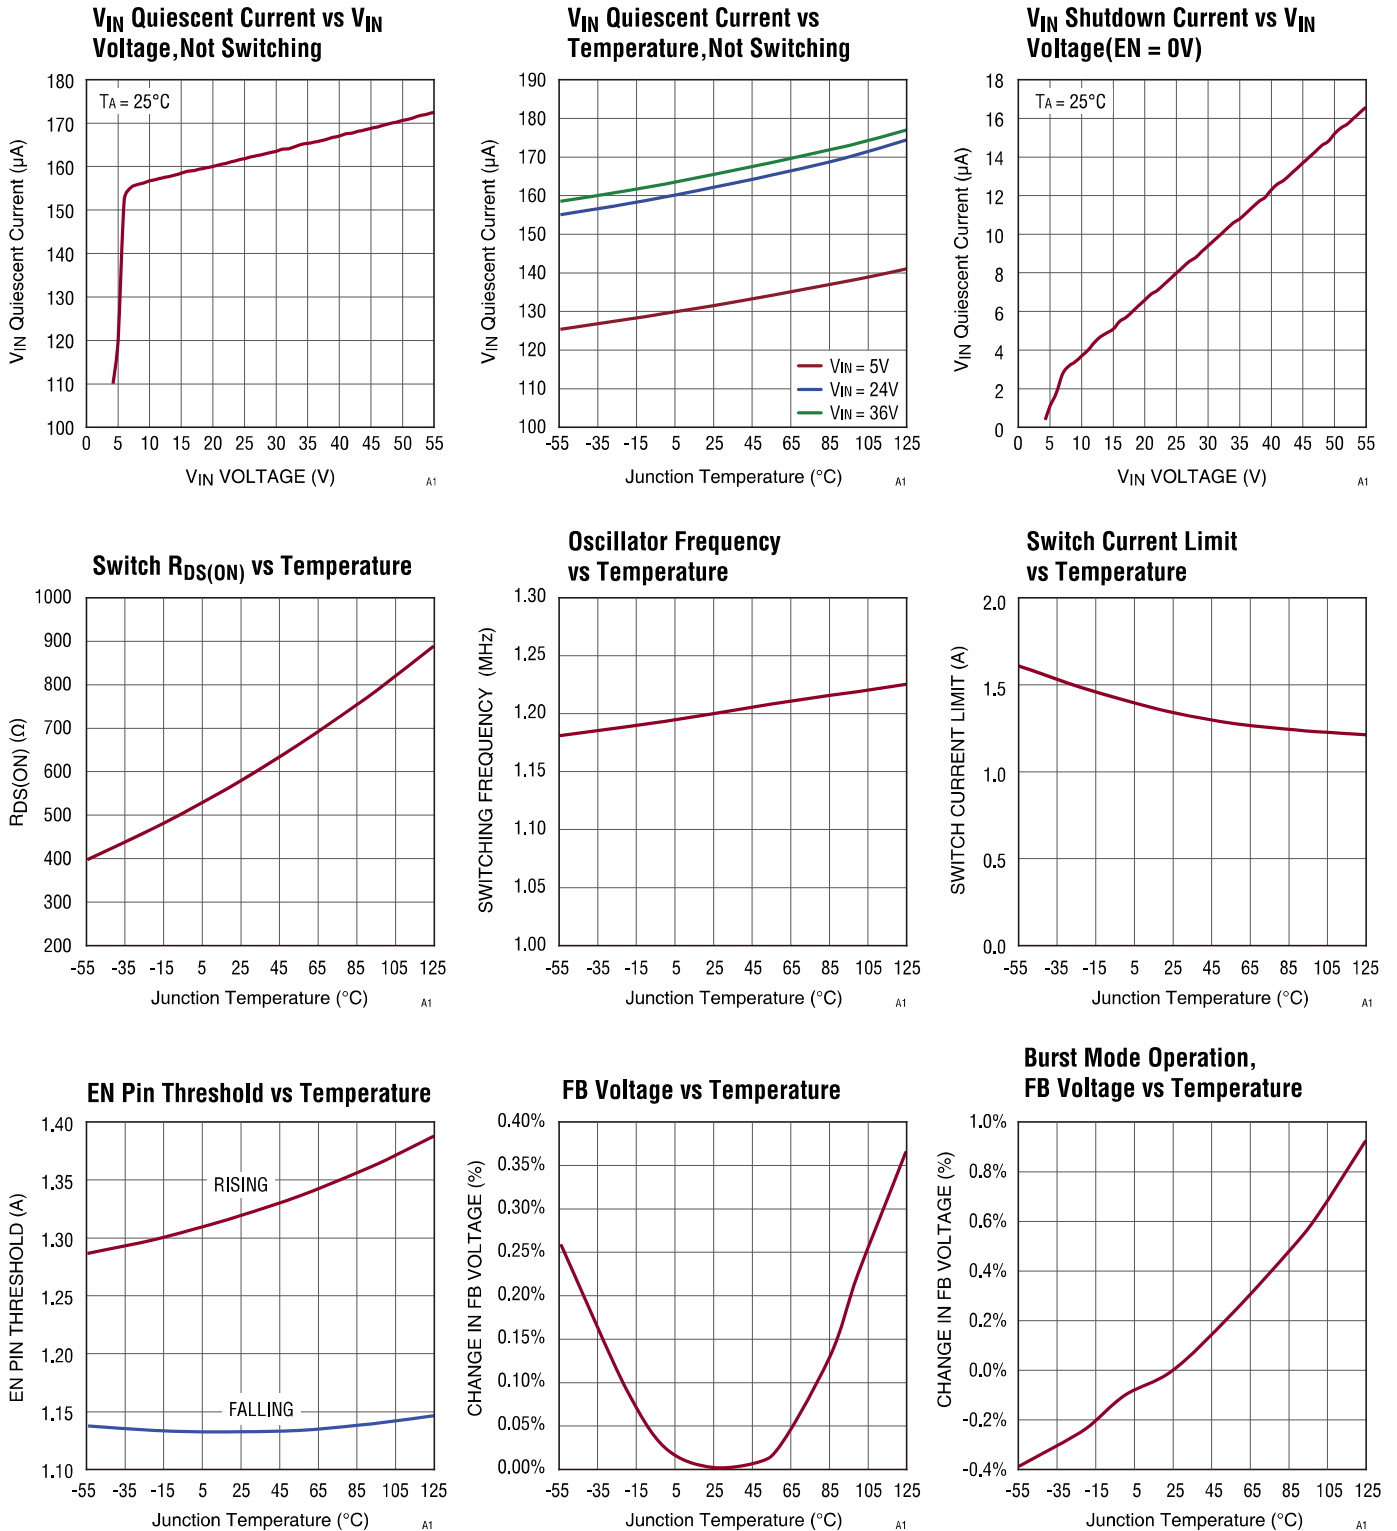 VIN Quiescent Current vs VIN
Voltage,Not Switching
180
170
160
150
140
130
120
110
100
TA = 25°C
VIN Quiescent Current (µA)
0 5 10 15 20 25 30 35 40 45 50 55
VIN VOLTAGE (V)
A1
VIN Quiescent Current vs
Temperature,Not Switching
190
180
170
160
150
140
130
120
110
100
VIN Quiescent Current (µA)
VIN = 5V
VIN = 24V
VIN = 36V
-55 -35 -15 5 25 45 65 85 105 125
Junction Temperature (°C)
A1
VIN Shutdown Current vs VIN
Voltage(EN = 0V)
18
16
14
12
10
8
6
4
2
0
TA = 25°C
VIN Quiescent Current (µA)
0 5 10 15 20 25 30 35 40 45 50 55
VIN VOLTAGE (V)
A1
Switch RDS(ON) vs Temperature
1000
900
800
700
600
500
400
300
200
RDS(ON) (Ω)
-55 -35 -15 5 25 45 65 85 105 125
Junction Temperature (°C)
A1
Oscillator Frequency
vs Temperature
1.30
1.25
1.20
1.15
1.10
1.05
1.00
SWITCHING FREQUENCY (MHz)
-55 -35 -15 5 25 45 65 85 105 125
Junction Temperature (°C)
A1
Switch Current Limit
vs Temperature
2.0
1.5
1.0
0.5
0.0
SWITCH CURRENT LIMIT (A)
-55 -35 -15 5 25 45 65 85 105 125
Junction Temperature (°C)
A1
EN Pin Threshold vs Temperature
1.40
1.35
1.30
1.25
1.20
1.15
1.10
EN PIN THRESHOLD (A)
RISING
FALLING
-55 -35 -15 5 25 45 65 85 105 125
Junction Temperature (°C)
A1
FB Voltage vs Temperature
0.40%
0.35%
0.30%
0.25%
0.20%
0.15%
0.10%
0.05%
0.00%
CHANGE IN FB VOLTAGE (%)
-55 -35 -15 5 25 45 65 85 105 125
Junction Temperature (°C)
A1
Burst Mode Operation,
FB Voltage vs Temperature
1.0%
0.8%
0.6%
0.4%
0.2%
0.0%
-0.2%
-0.4%
CHANGE IN FB VOLTAGE (%)
-55 -35 -15 5 25 45 65 85 105 125
Junction Temperature (°C)
A1